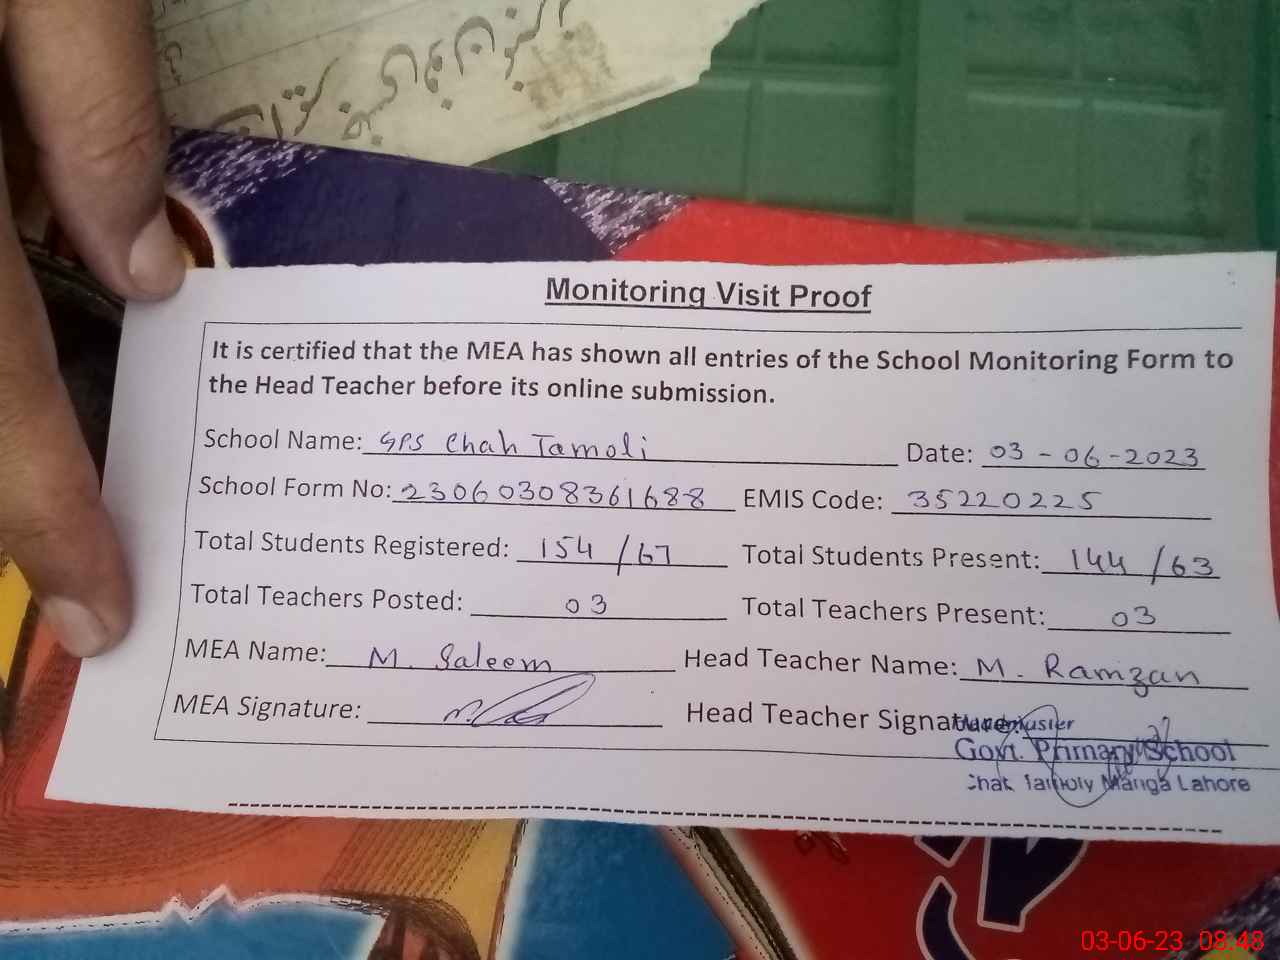 Monitoring Visit Proof
It is certified that the MEA has shown all entries of the School Monitoring Form to
the Head Teacher before its online submission.
School Name: GPS Chah Tamoli Date: 03-06-2023
School Form No: 23060308361688 EMIS Code: 35220225
Total Students Registered: 154/67 Total Students Present: 144/63
Total Teachers Posted: 03 Total Teachers Present: 03
MEA Name: M. Saleem Head Teacher Name: M. Ramzan
MEA Signature: Head Teacher Signature:
Headmaster
Govt. Primary School
Manga Lahore
03-06-23 08:48